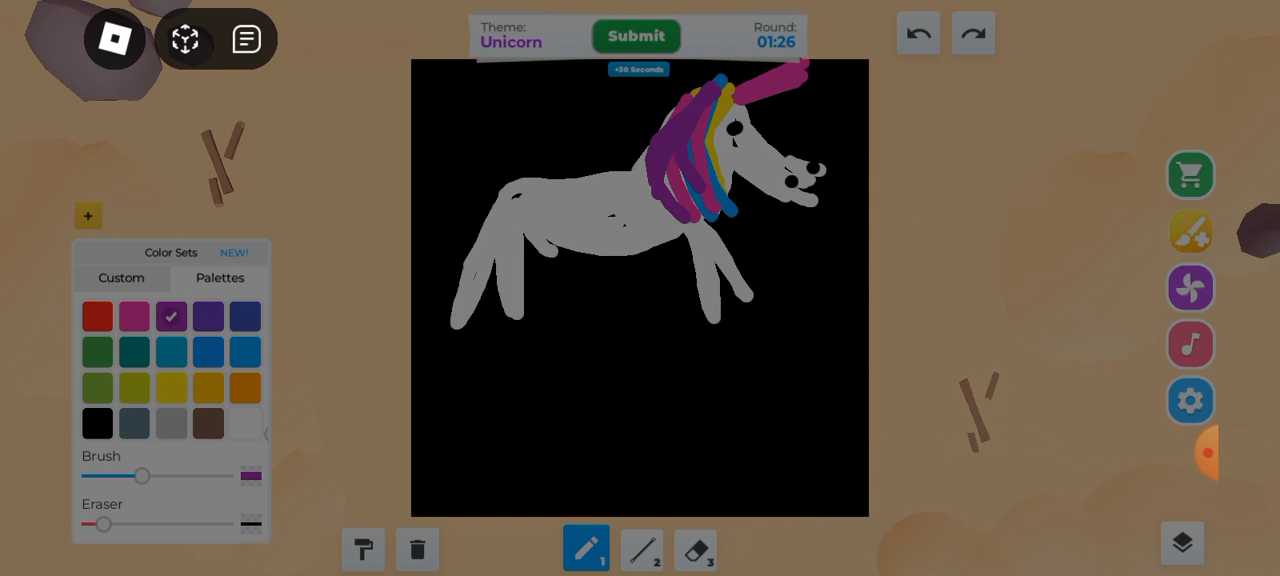 Theme:
Unicorn
Submit
Round:
01:26
+30 Seconds
+
Color Sets NEW!
Custom Palettes
Brush
Eraser
1
2
3